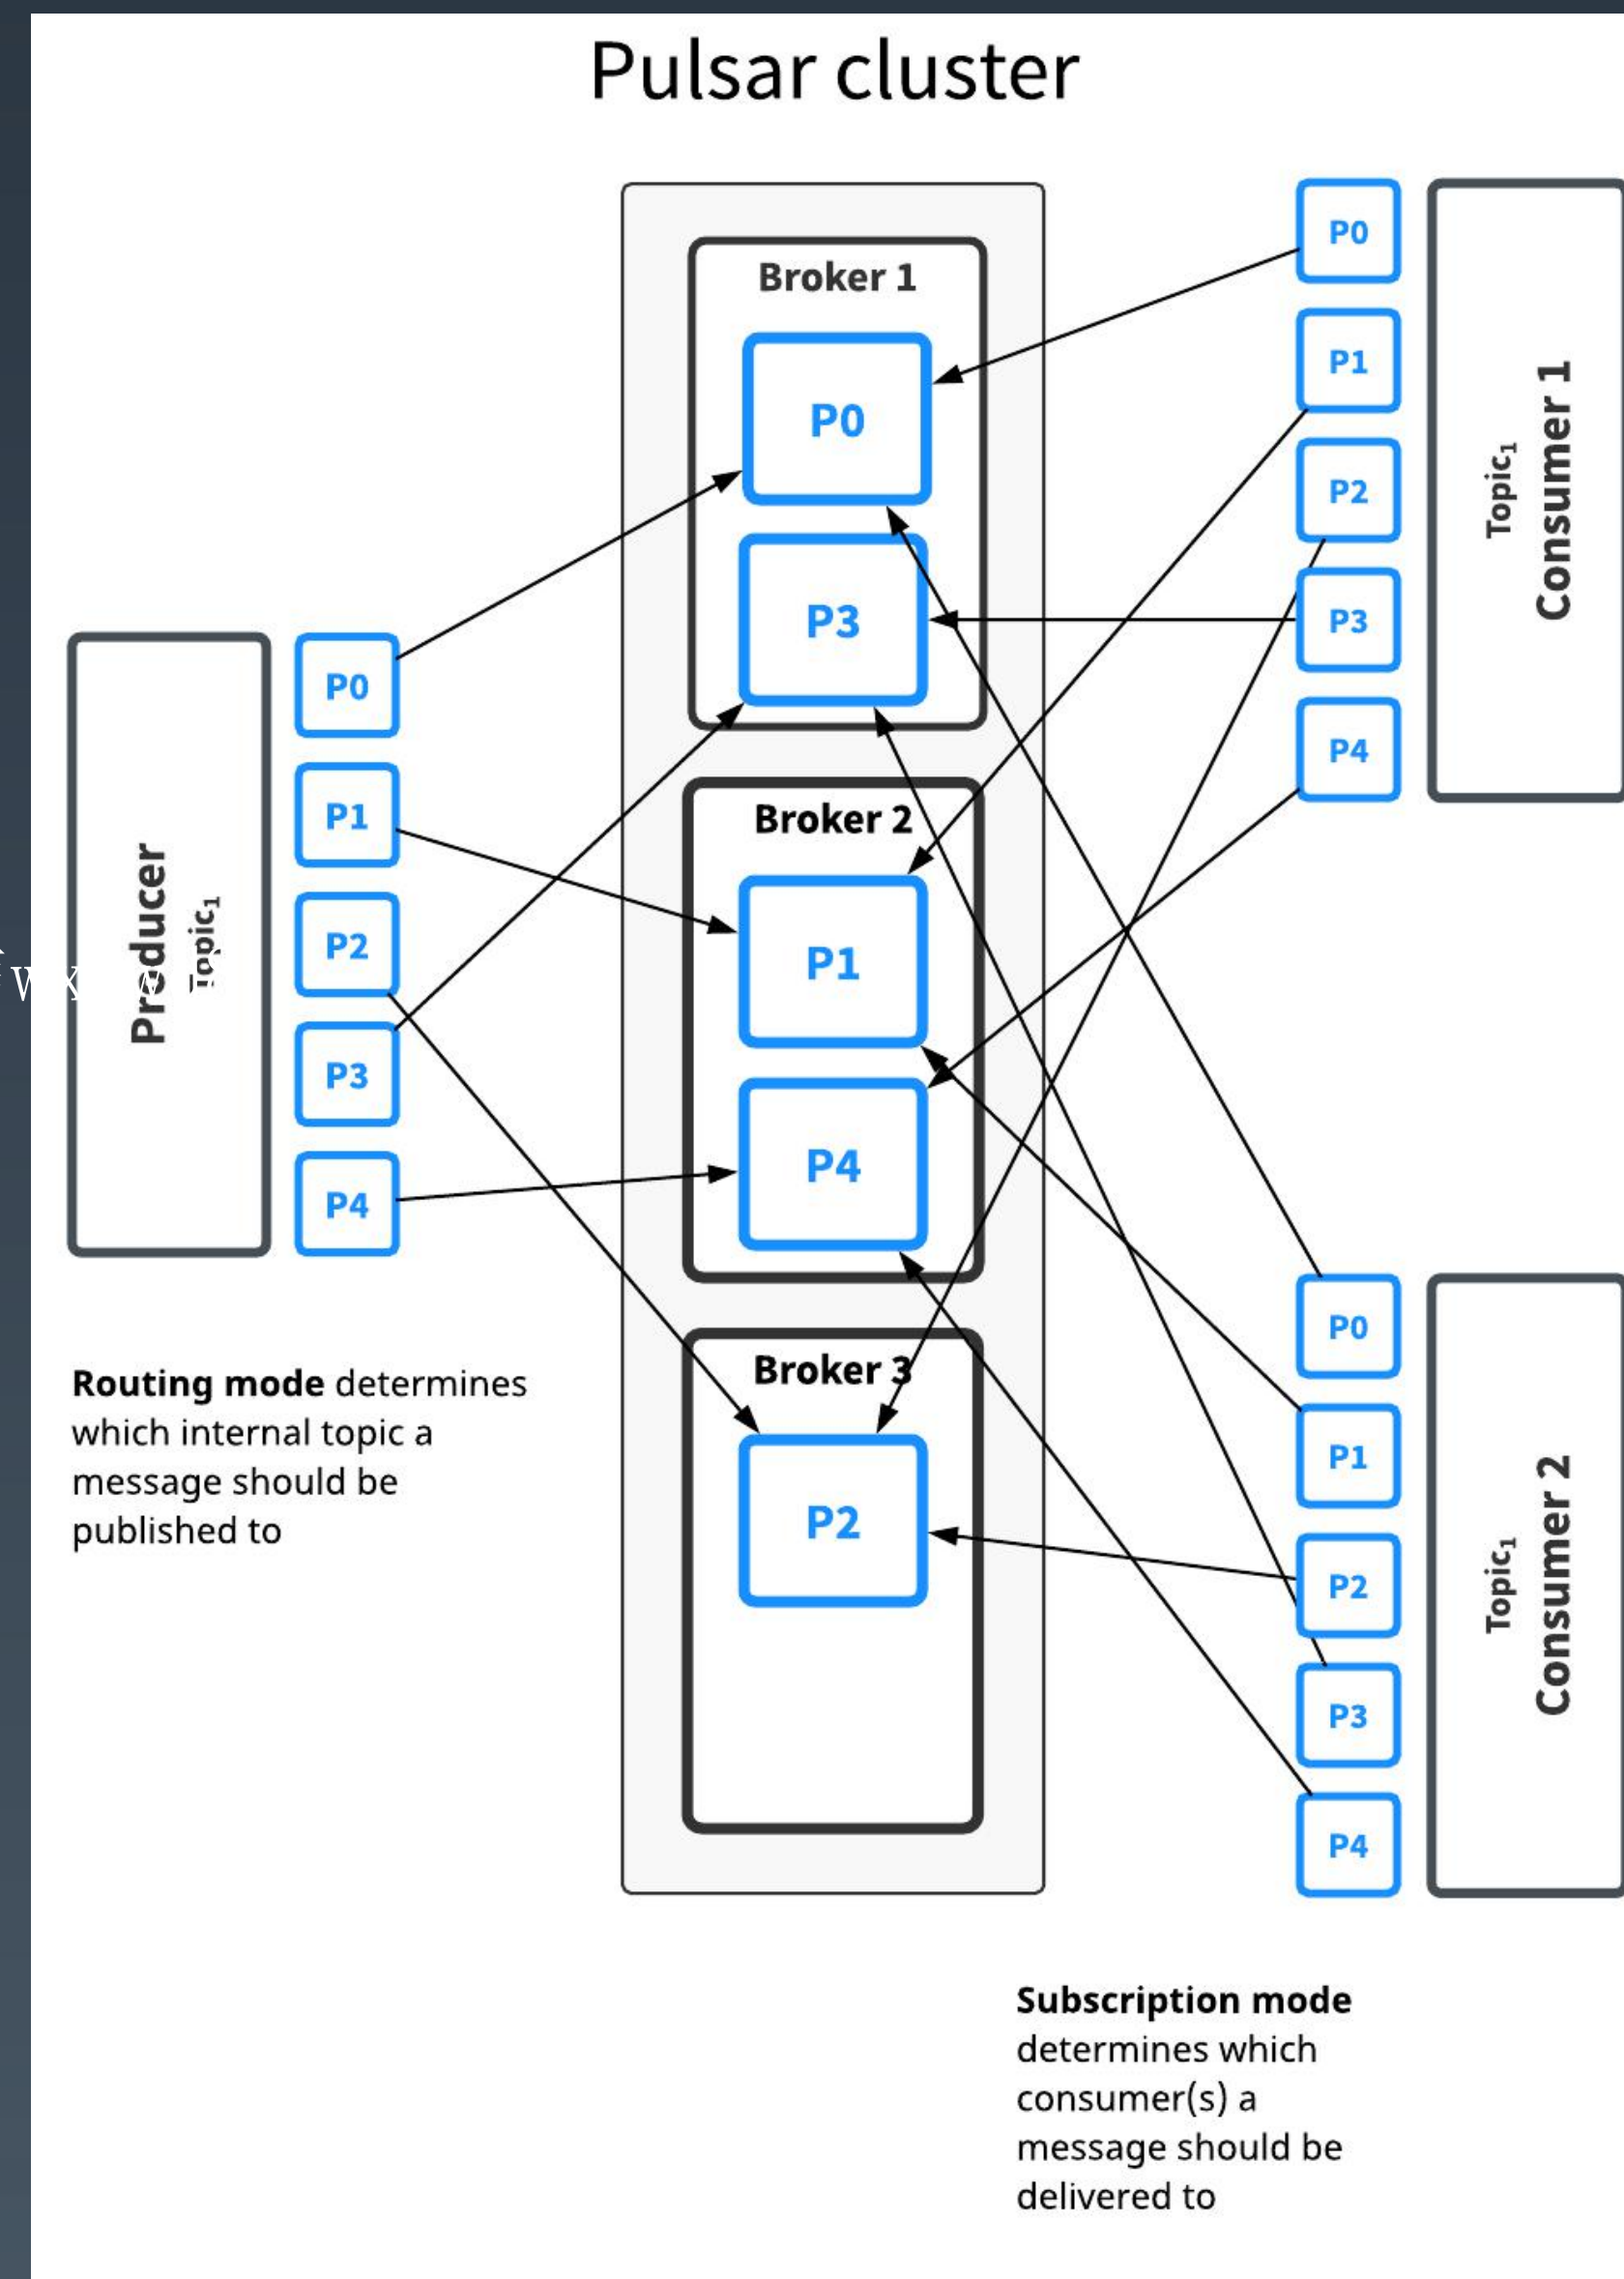 Pulsar cluster
Producer
Topic1
P0
P1
P2
P3
P4
Routing mode determines
which internal topic a
message should be
published to
Broker 1
P0
P3
Broker 2
P1
P4
Broker 3
P2
P0
P1
P2
P3
P4
Topic1
Consumer 1
P0
P1
P2
P3
P4
Topic1
Consumer 2
Subscription mode
determines which
consumer(s) a
message should be
delivered to